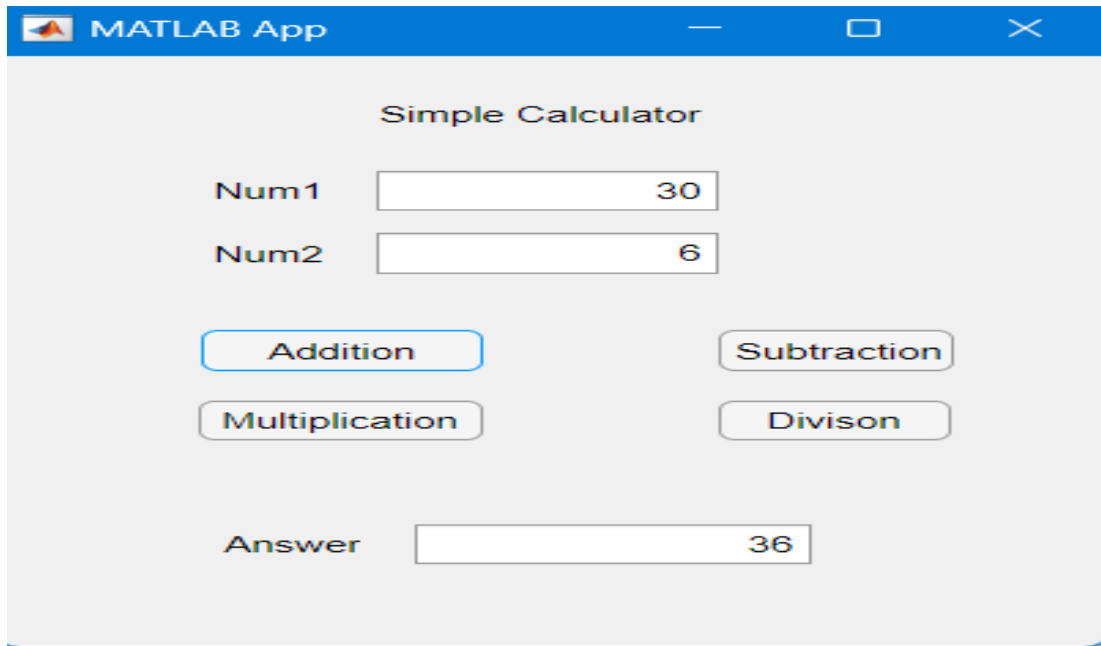 MATLAB App
Simple Calculator
Num1 30
Num2 6
Addition Subtraction
Multiplication Divison
Answer 36